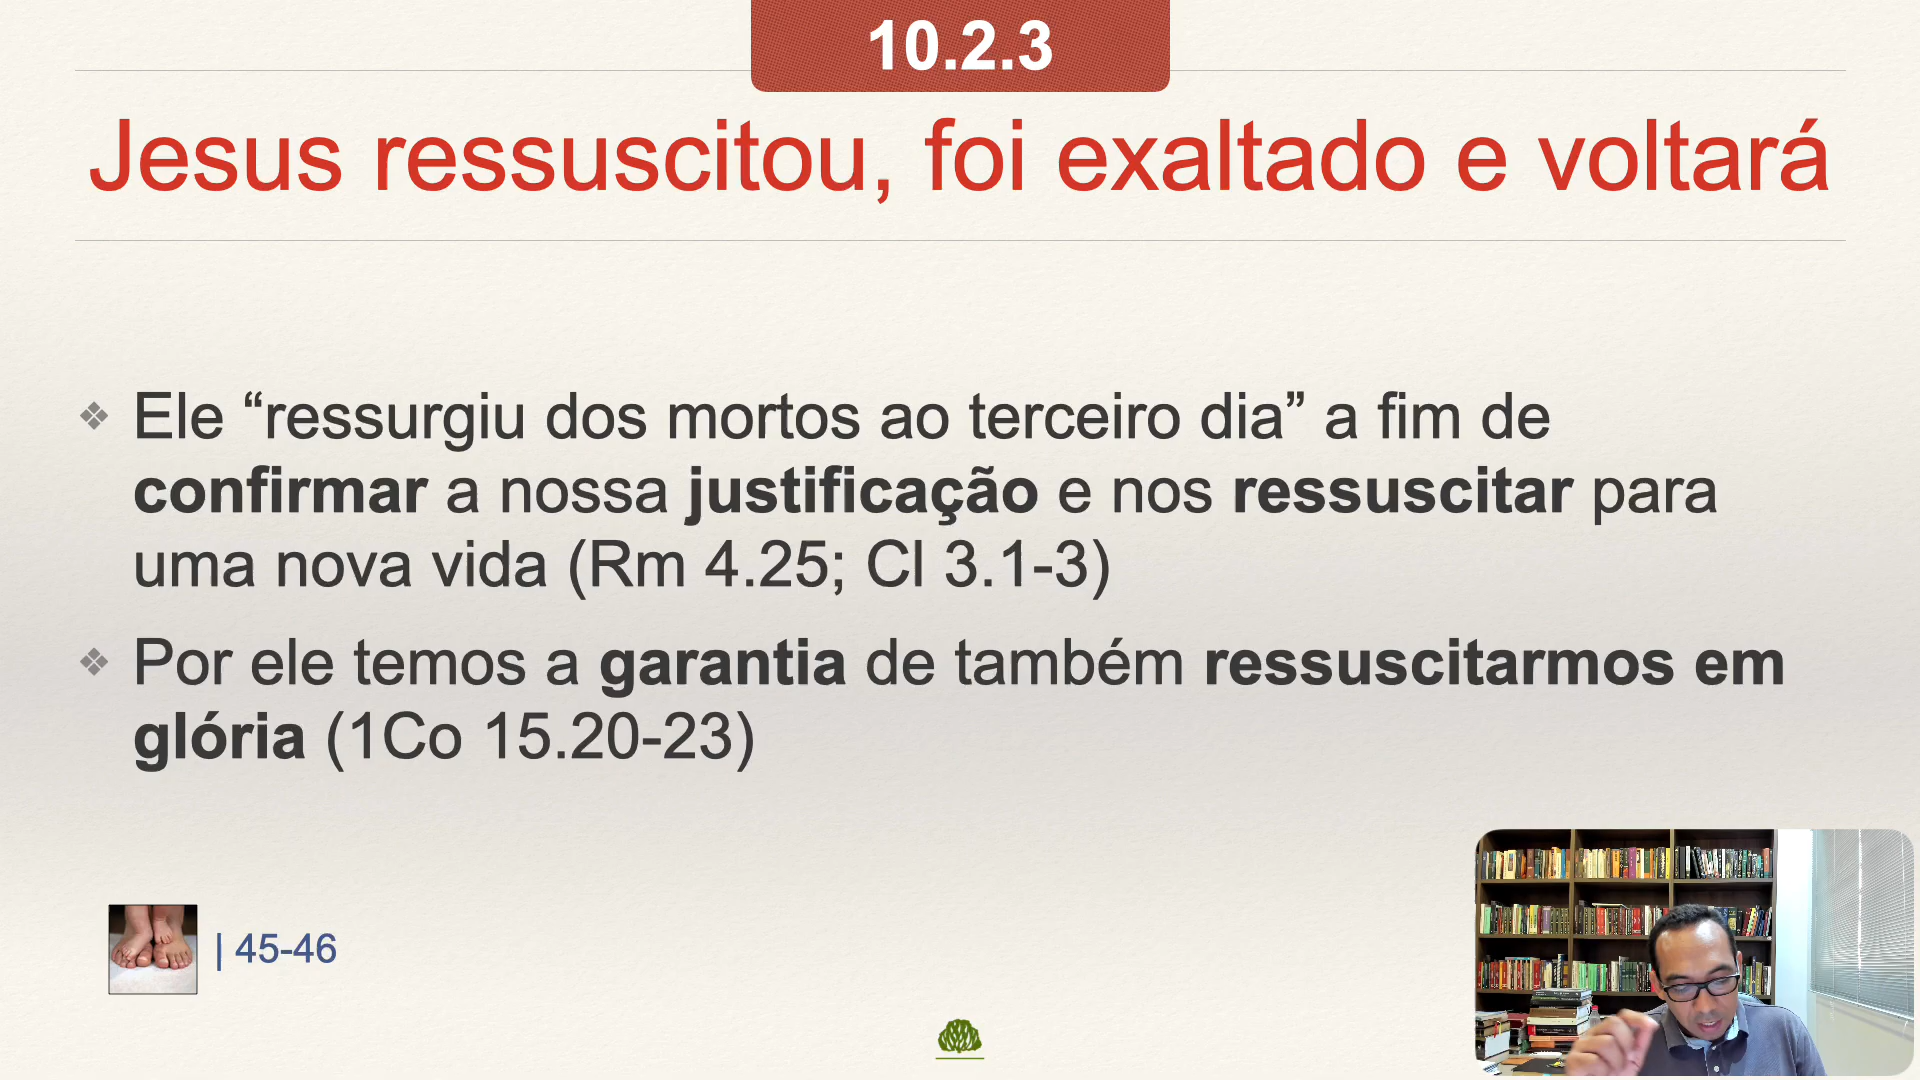 10.2.3
Jesus ressuscitou, foi exaltado e voltará
❖ Ele “ressurgiu dos mortos ao terceiro dia” a fim de
confirmar a nossa justificação e nos ressuscitar para
uma nova vida (Rm 4.25; Cl 3.1-3)
❖ Por ele temos a garantia de também ressuscitarmos em
glória (1Co 15.20-23)
| 45-46